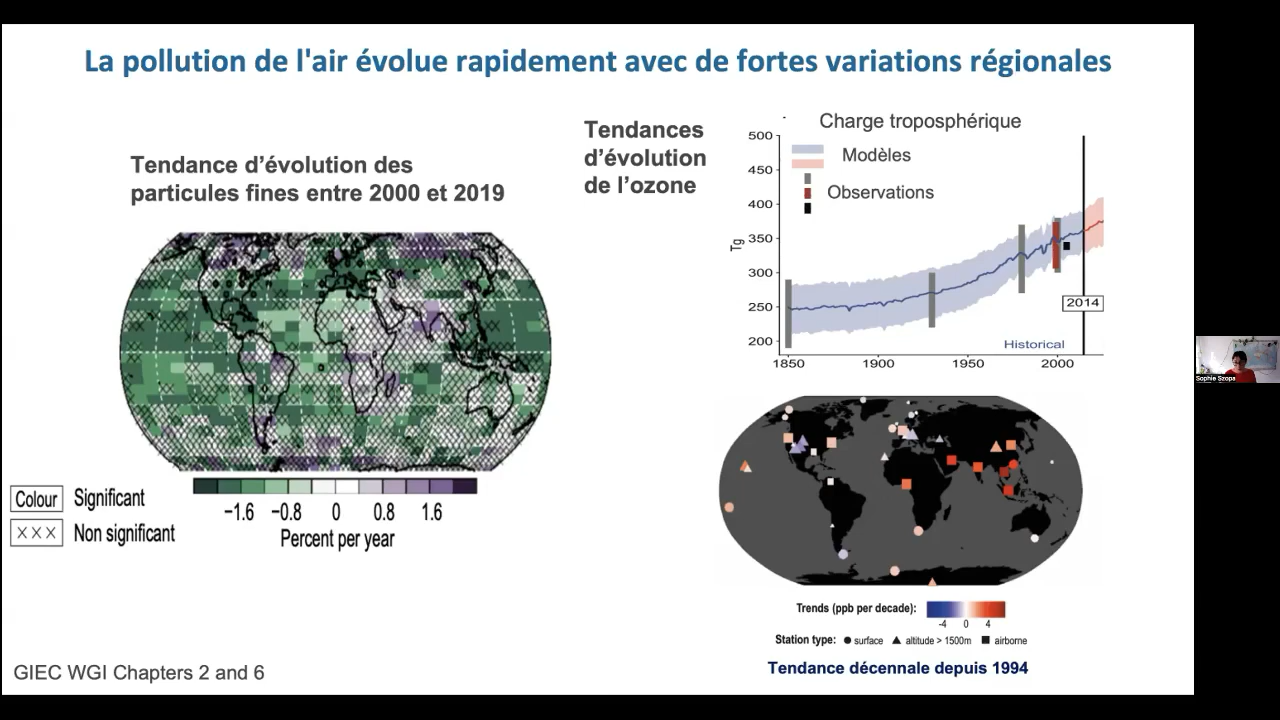 La pollution de l'air évolue rapidement avec de fortes variations régionales
Tendance d'évolution des
particules fines entre 2000 et 2019
Colour Significant
XXX Non significant
−1.6 −0.8 0 0.8 1.6
Percent per year
Tendances
d'évolution
de l'ozone
Charge troposphérique
Modèles
Observations
Tg
500
450
400
350
300
250
200
2014
Historical
1850 1900 1950 2000
Trends (ppb per decade):
-4 0 4
Station type: surface altitude > 1500m airborne
Tendance décennale depuis 1994
GIEC WGI Chapters 2 and 6
Sophie Szopa